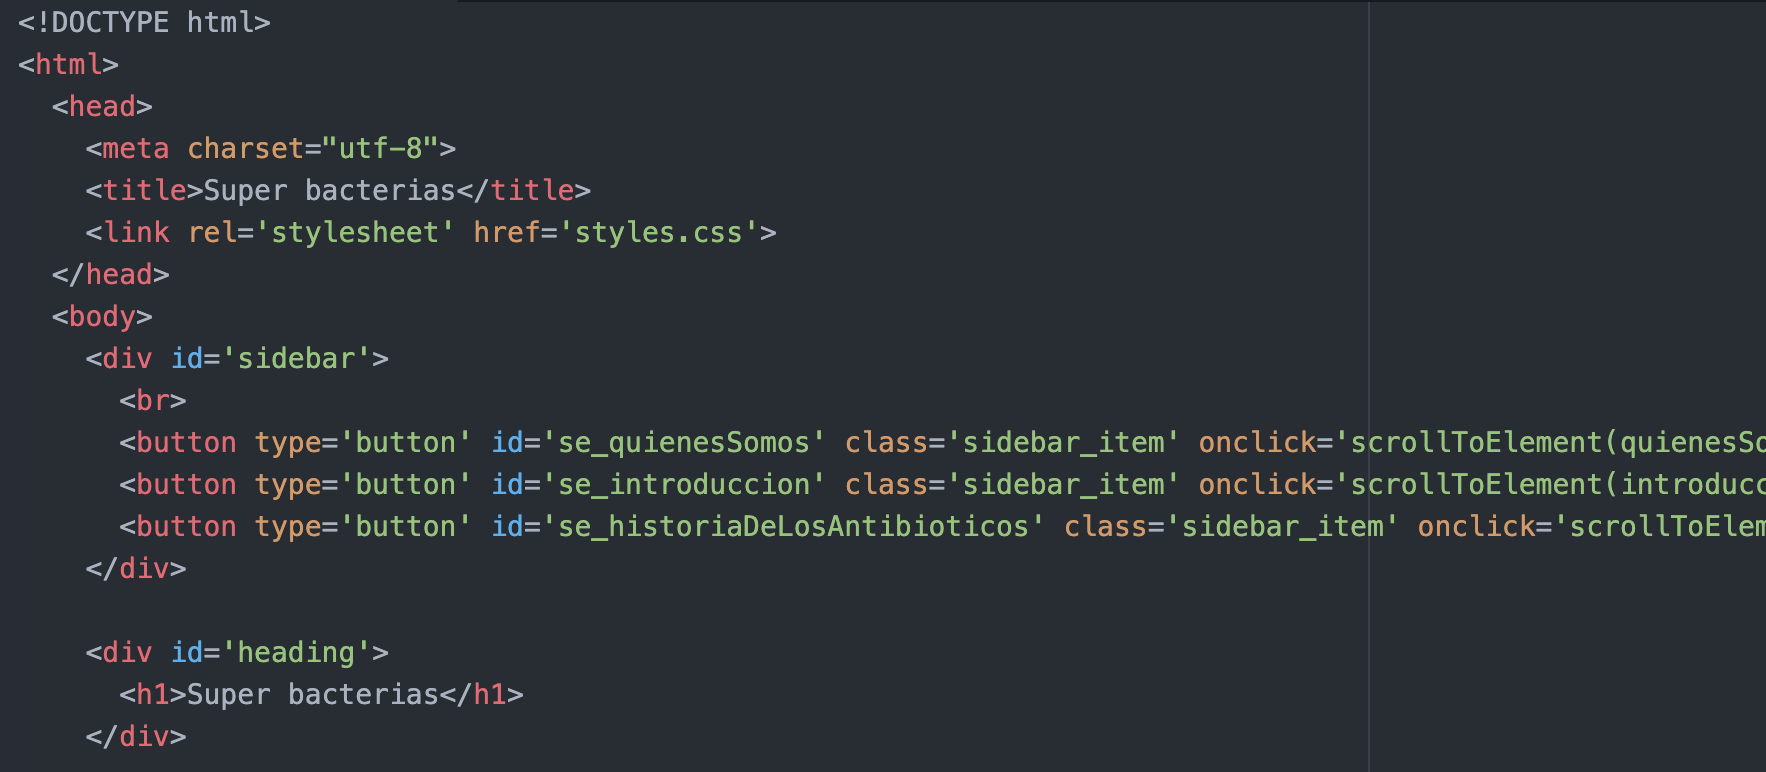 <!DOCTYPE html>
<html>
<head>
<meta charset="utf-8">
<title>Super bacterias</title>
<link rel='stylesheet' href='styles.css'>
</head>
<body>
<div id='sidebar'>
<br>
<button type='button' id='se_quienesSomos' class='sidebar_item' onclick='scrollToElement(quienesSo
<button type='button' id='se_introduccion' class='sidebar_item' onclick='scrollToElement(introducc
<button type='button' id='se_historiaDeLosAntibioticos' class='sidebar_item' onclick='scrollToElem
</div>
<div id='heading'>
<h1>Super bacterias</h1>
</div>